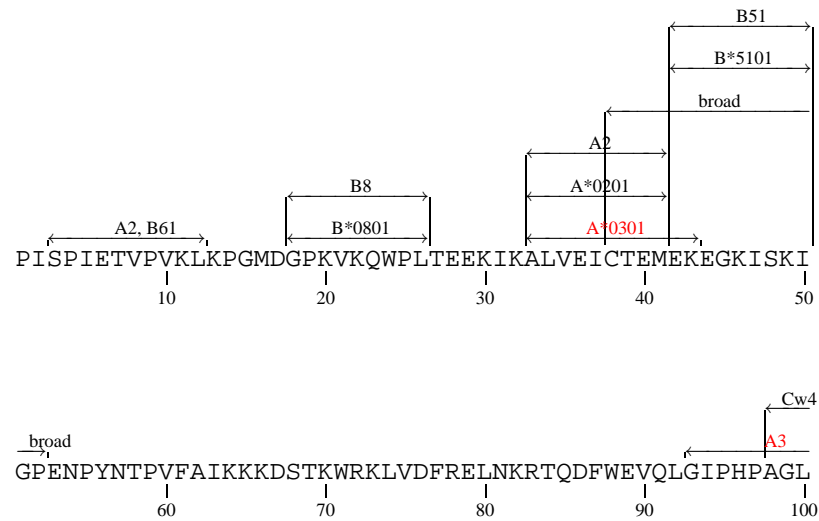 B51
B*5101
broad
A2
B8 A*0201
A2, B61 B*0801 A*0301
PISPIETVPVKLKPGMDGPKVKQWPLTEEKIKALVEICTEMEKEGKISKI
10 20 30 40 50
Cw4
broad A3
GPENPYNTPVFAIKKKDSTKWRKLVDFRELNKRTQDFWEVQLGIPHPAGL
60 70 80 90 100